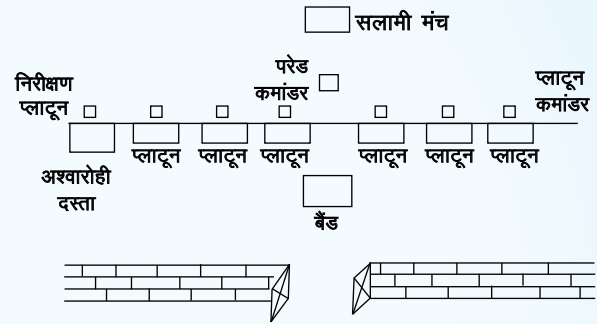 सलामी मंच
परेड
कमांडर
निरीक्षण
प्लाटून
प्लाटून
कमांडर
प्लाटून प्लाटून प्लाटून प्लाटून प्लाटून प्लाटून
अश्वारोही
दस्ता
बैंड